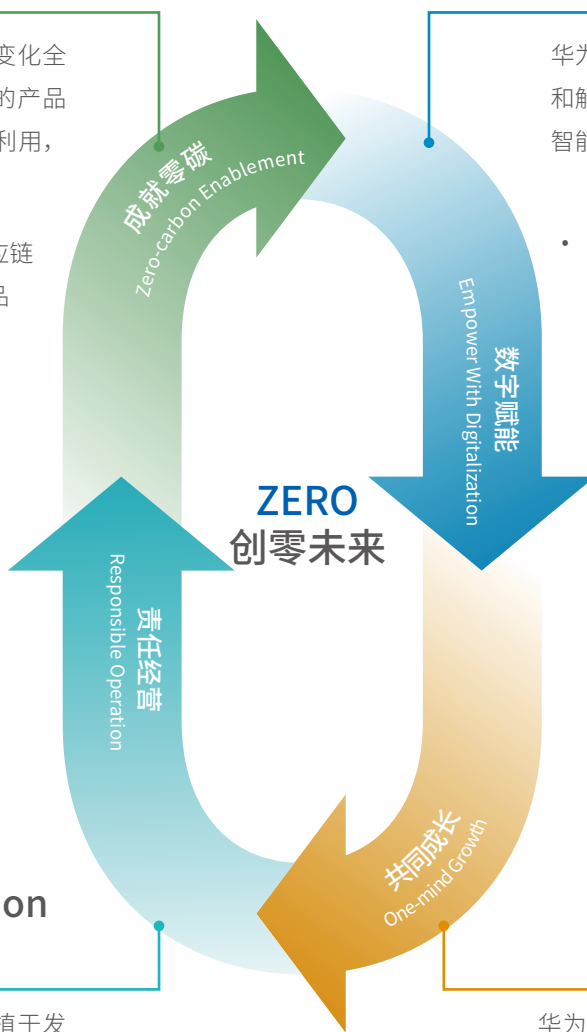 变化全
的产品
利用，
应链
品
华为
和解
智能
•
成就零碳
Zero-carbon Enablement
数字赋能
Empower With Digitalization
ZERO
创零未来
责任经营
Responsible Operation
共同成长
One-mind Growth
on
植于发
华为